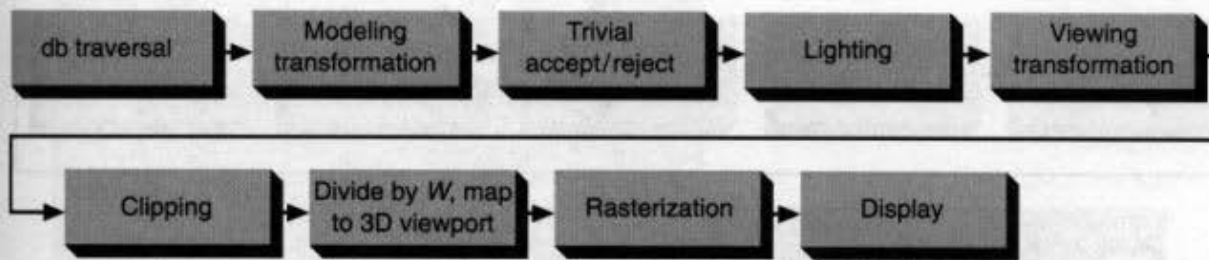 db traversal
Modeling
transformation
Trivial
accept/reject
Lighting
Viewing
transformation
Clipping
Divide by W, map
to 3D viewport
Rasterization
Display